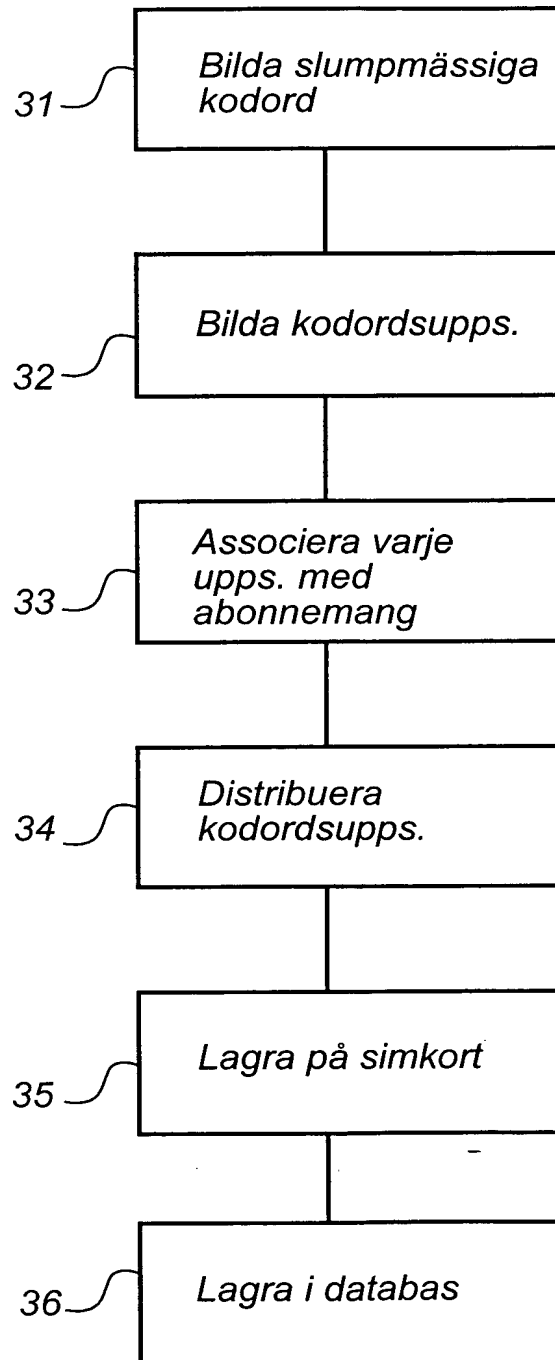 Bilda slumpmässiga
kodord
31
Bilda kodordsupps.
32
Associera varje
upps. med
abonnemang
33
Distribuera
kodordsupps.
34
Lagra på simkort
35
Lagra i databas
36